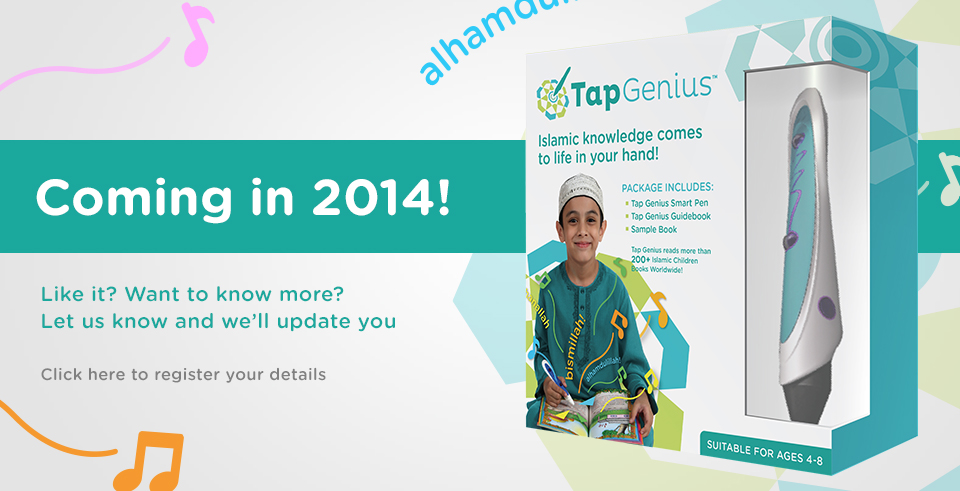 alhamdulillah
TapGenius™
Islamic knowledge comes
to life in your hand!
Coming in 2014!
PACKAGE INCLUDES:
Tap Genius Smart Pen
Tap Genius Guidebook
Sample Book
Tap Genius reads more than
200+ Islamic Children
Books Worldwide!
Like it? Want to know more?
Let us know and we'll update you
Click here to register your details
bismillah!
alhamdulillah!
SUITABLE FOR AGES 4-8